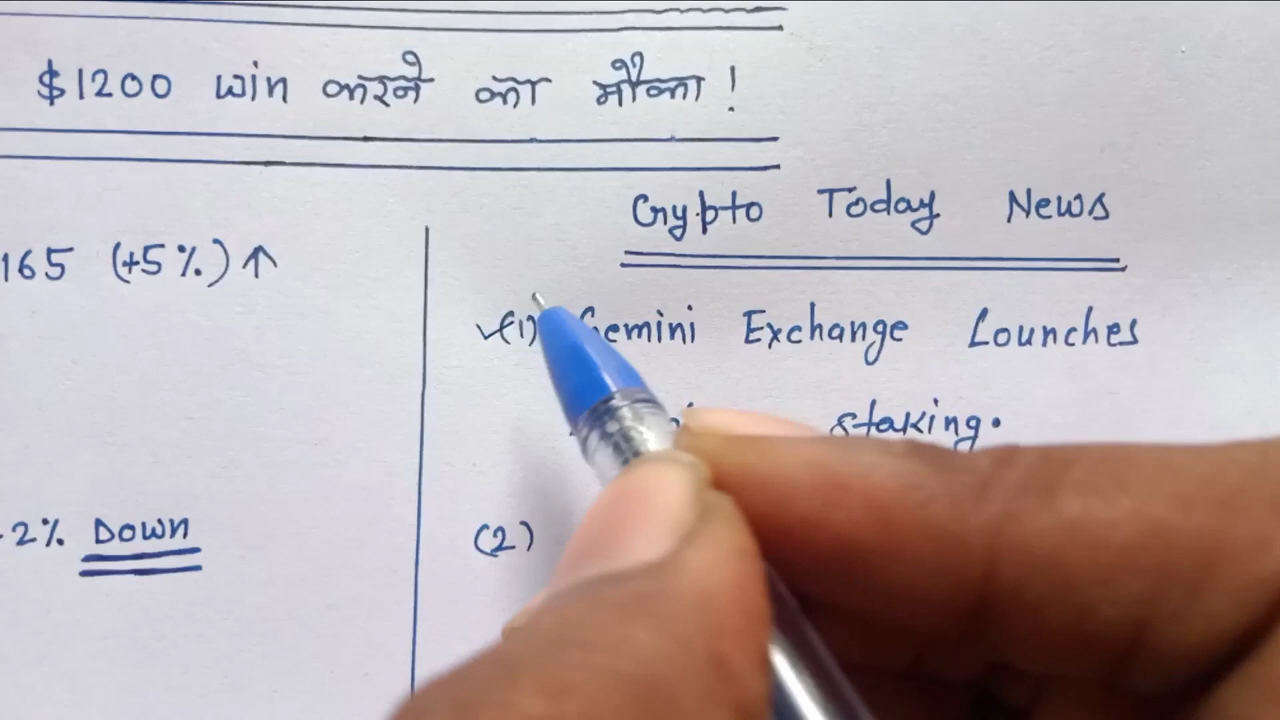 $1200 win करने का मौका !
165 (+5%) ↑
2% Down
Crypto Today News
(1) Gemini Exchange Lounches
staking.
(2)